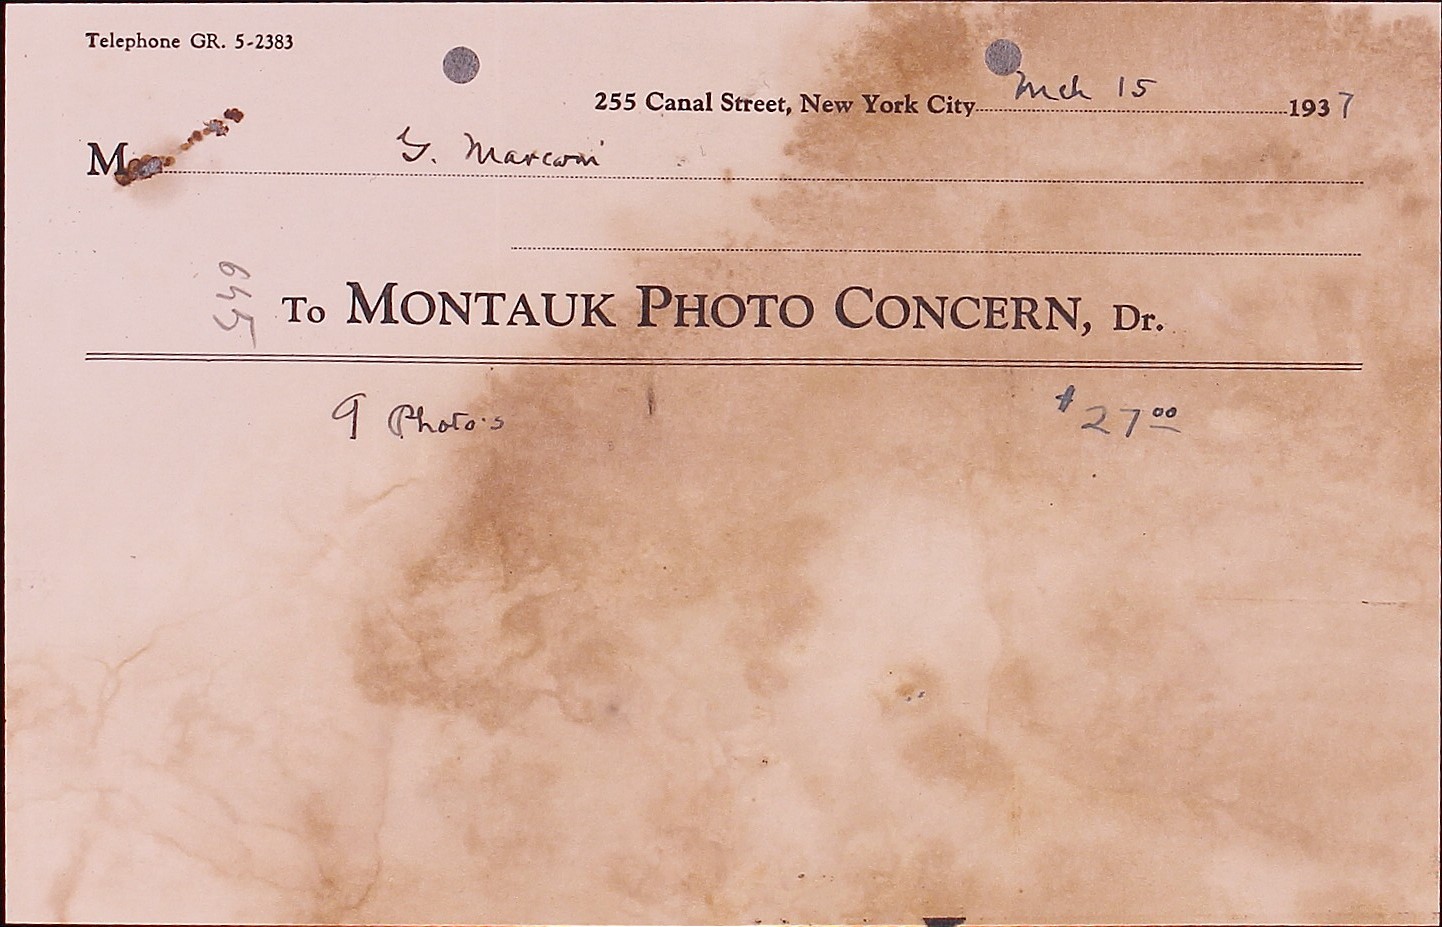 Telephone GR. 5-2383
255 Canal Street, New York City Mch 15 1937
M G. Marconi
549
To MONTAUK PHOTO CONCERN, Dr.
9 Photo's $27.00